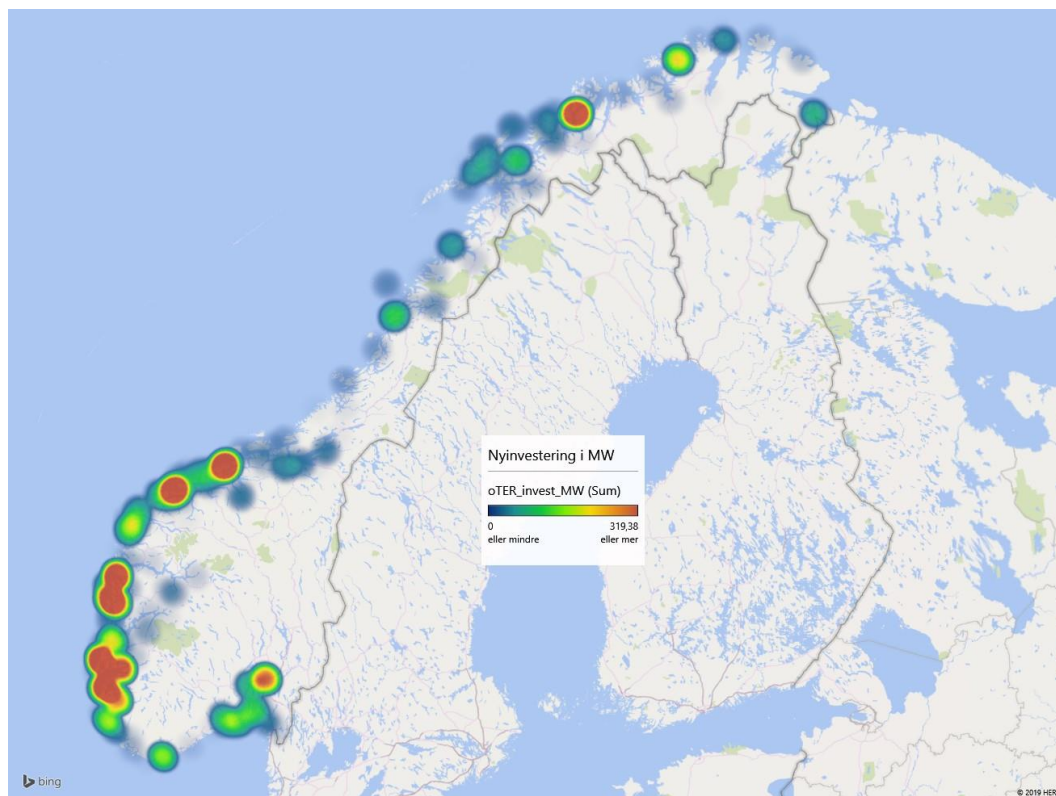 Nyinvestering i MW
oTER_invest_MW (Sum)
0 319,38
eller mindre eller mer
bing
© 2019 HER